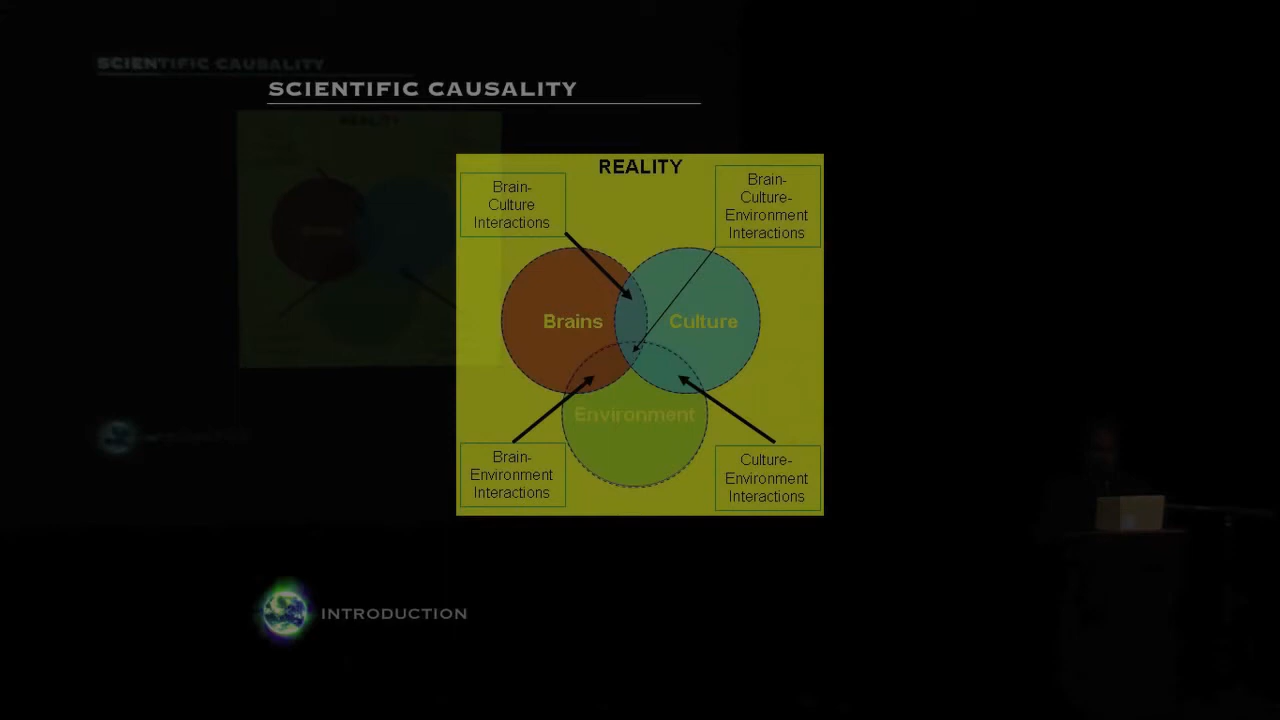 SCIENTIFIC CAUSALITY
SCIENTIFIC CAUSALITY
REALITY
REALITY
Brain-
Culture
Interactions
Brain-
Culture-
Environment
Interactions
Brains
Culture
Environment
Brain-
Environment
Interactions
Culture-
Environment
Interactions
INTRODUCTION